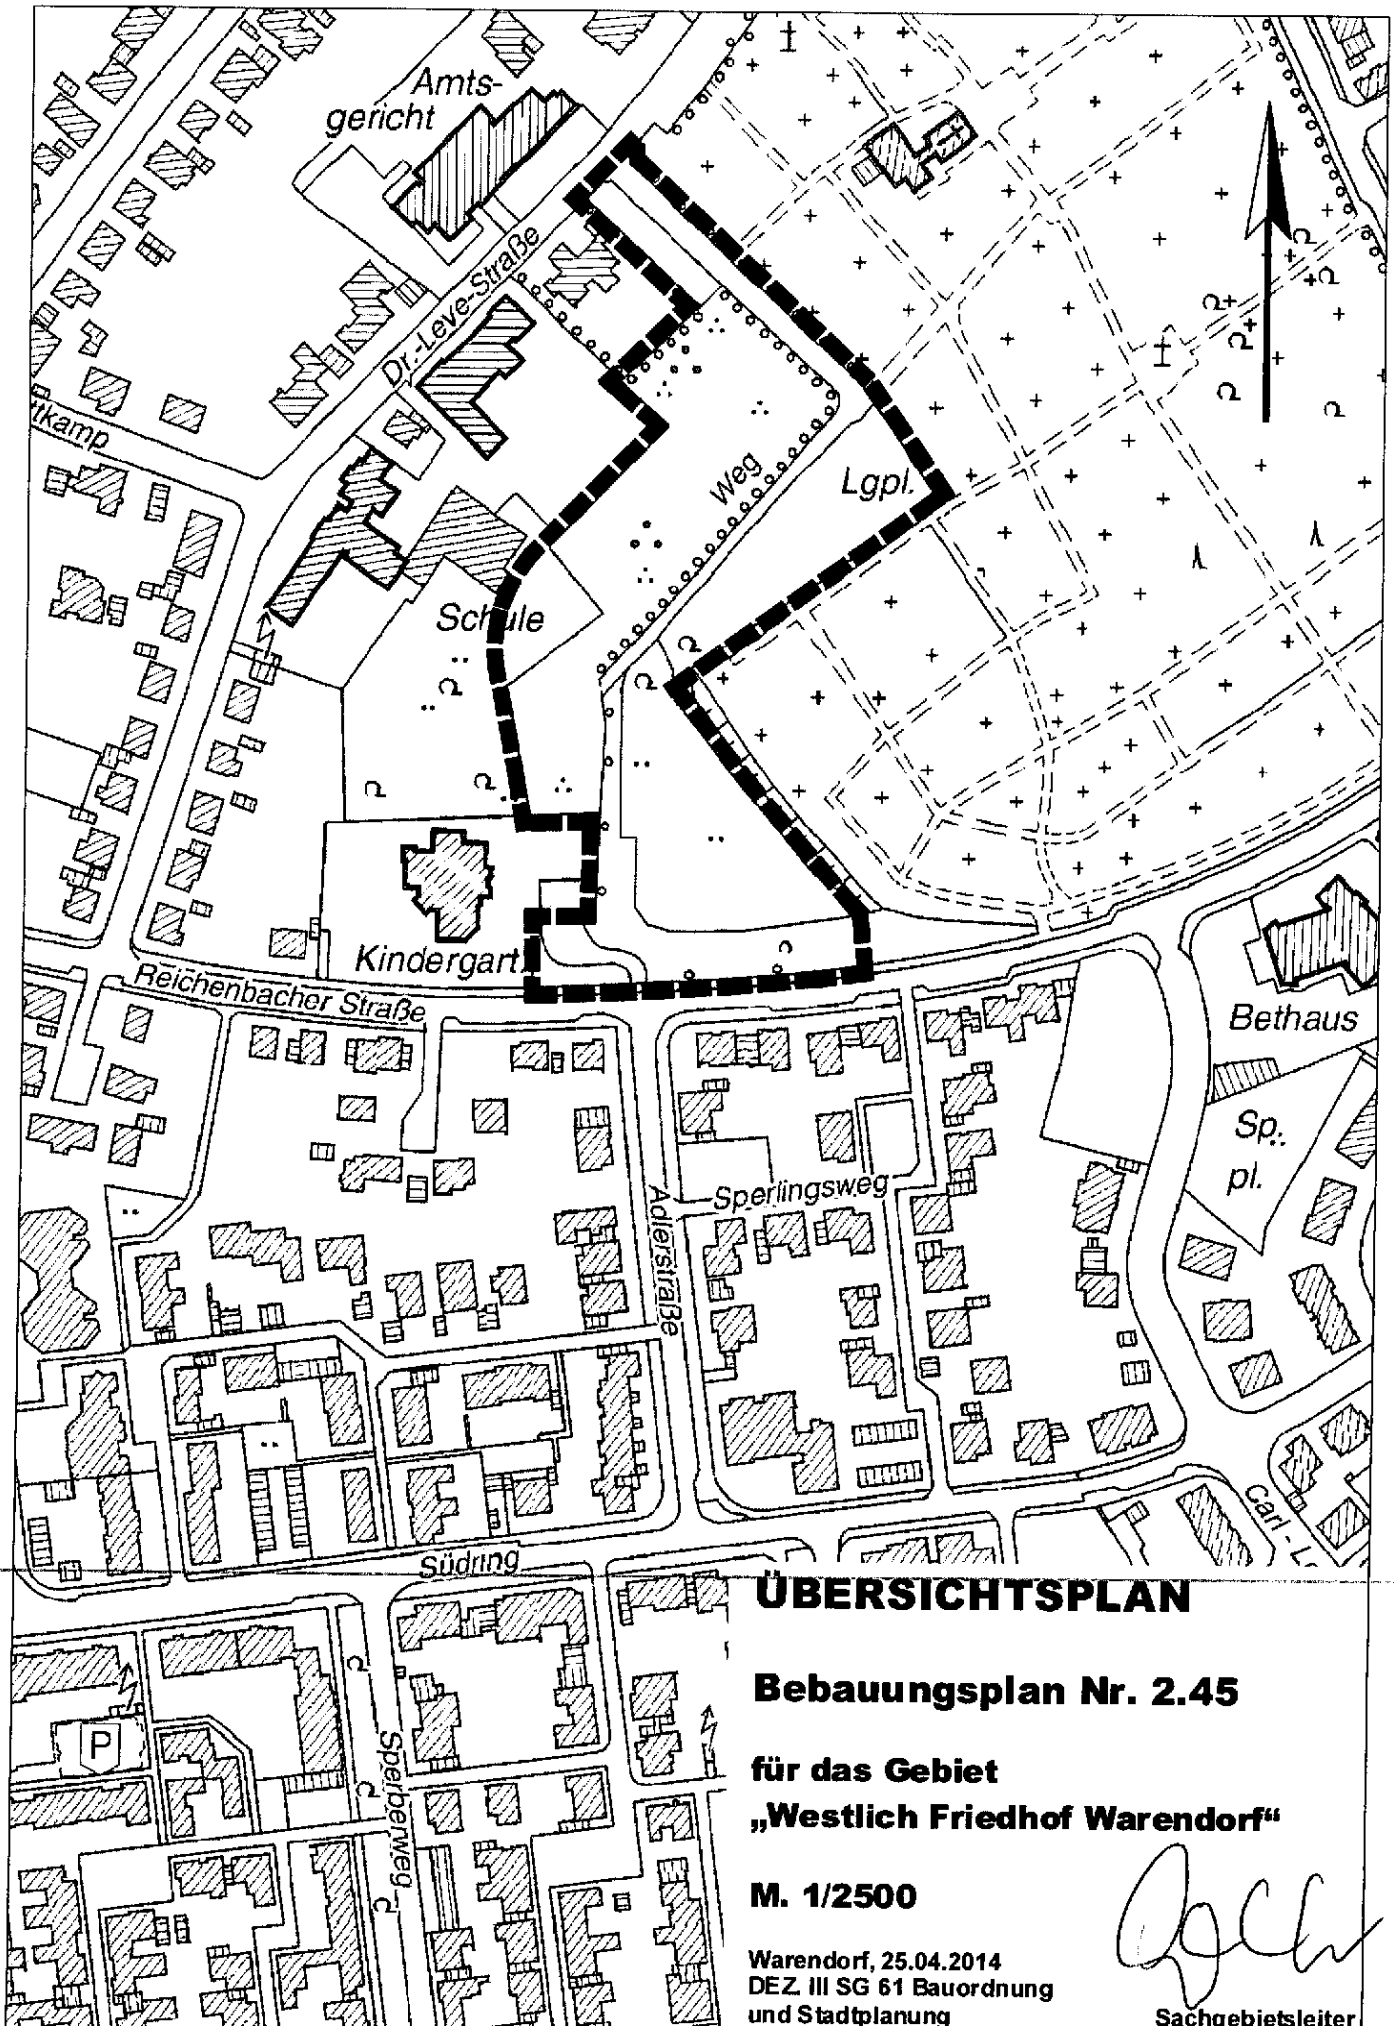 Amts-
gericht
Dr.-Leve-Straße
Weg
Lgpl.
Schule
Kindergart.
Reichenbacher Straße
Bethaus
Sp.
pl.
Sperlingsweg
Adlerstraße
Südring
Sperberweg
P
ÜBERSICHTSPLAN
Bebauungsplan Nr. 2.45
für das Gebiet
„Westlich Friedhof Warendorf“
M. 1/2500
Warendorf, 25.04.2014
DEZ. III SG 61 Bauordnung
und Stadtplanung
Sachgebietsleiter